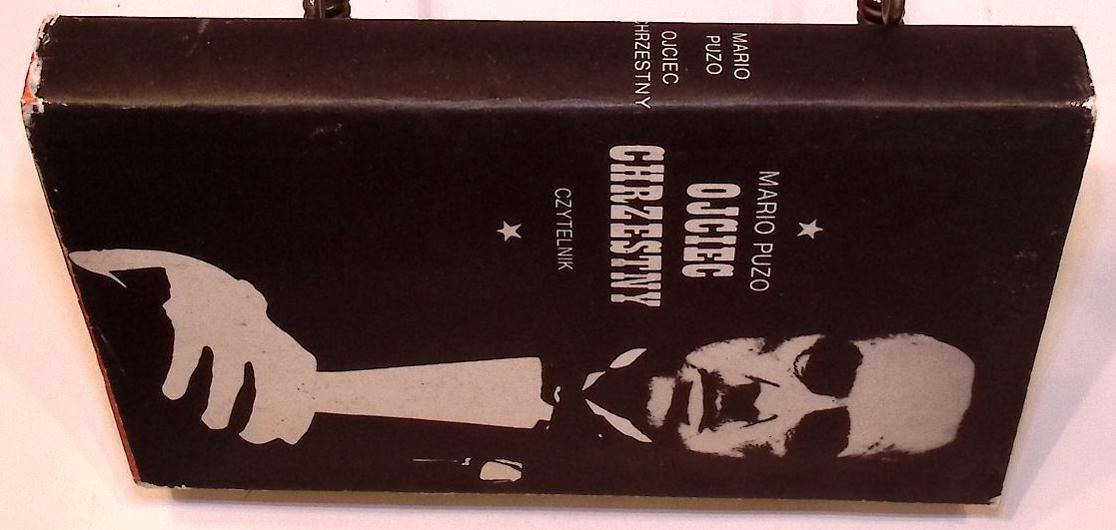 MARIO
PUZO
OJCIEC
CHRZESTNY
MARIO PUZO
OJCIEC
CHRZESTNY
CZYTELNIK